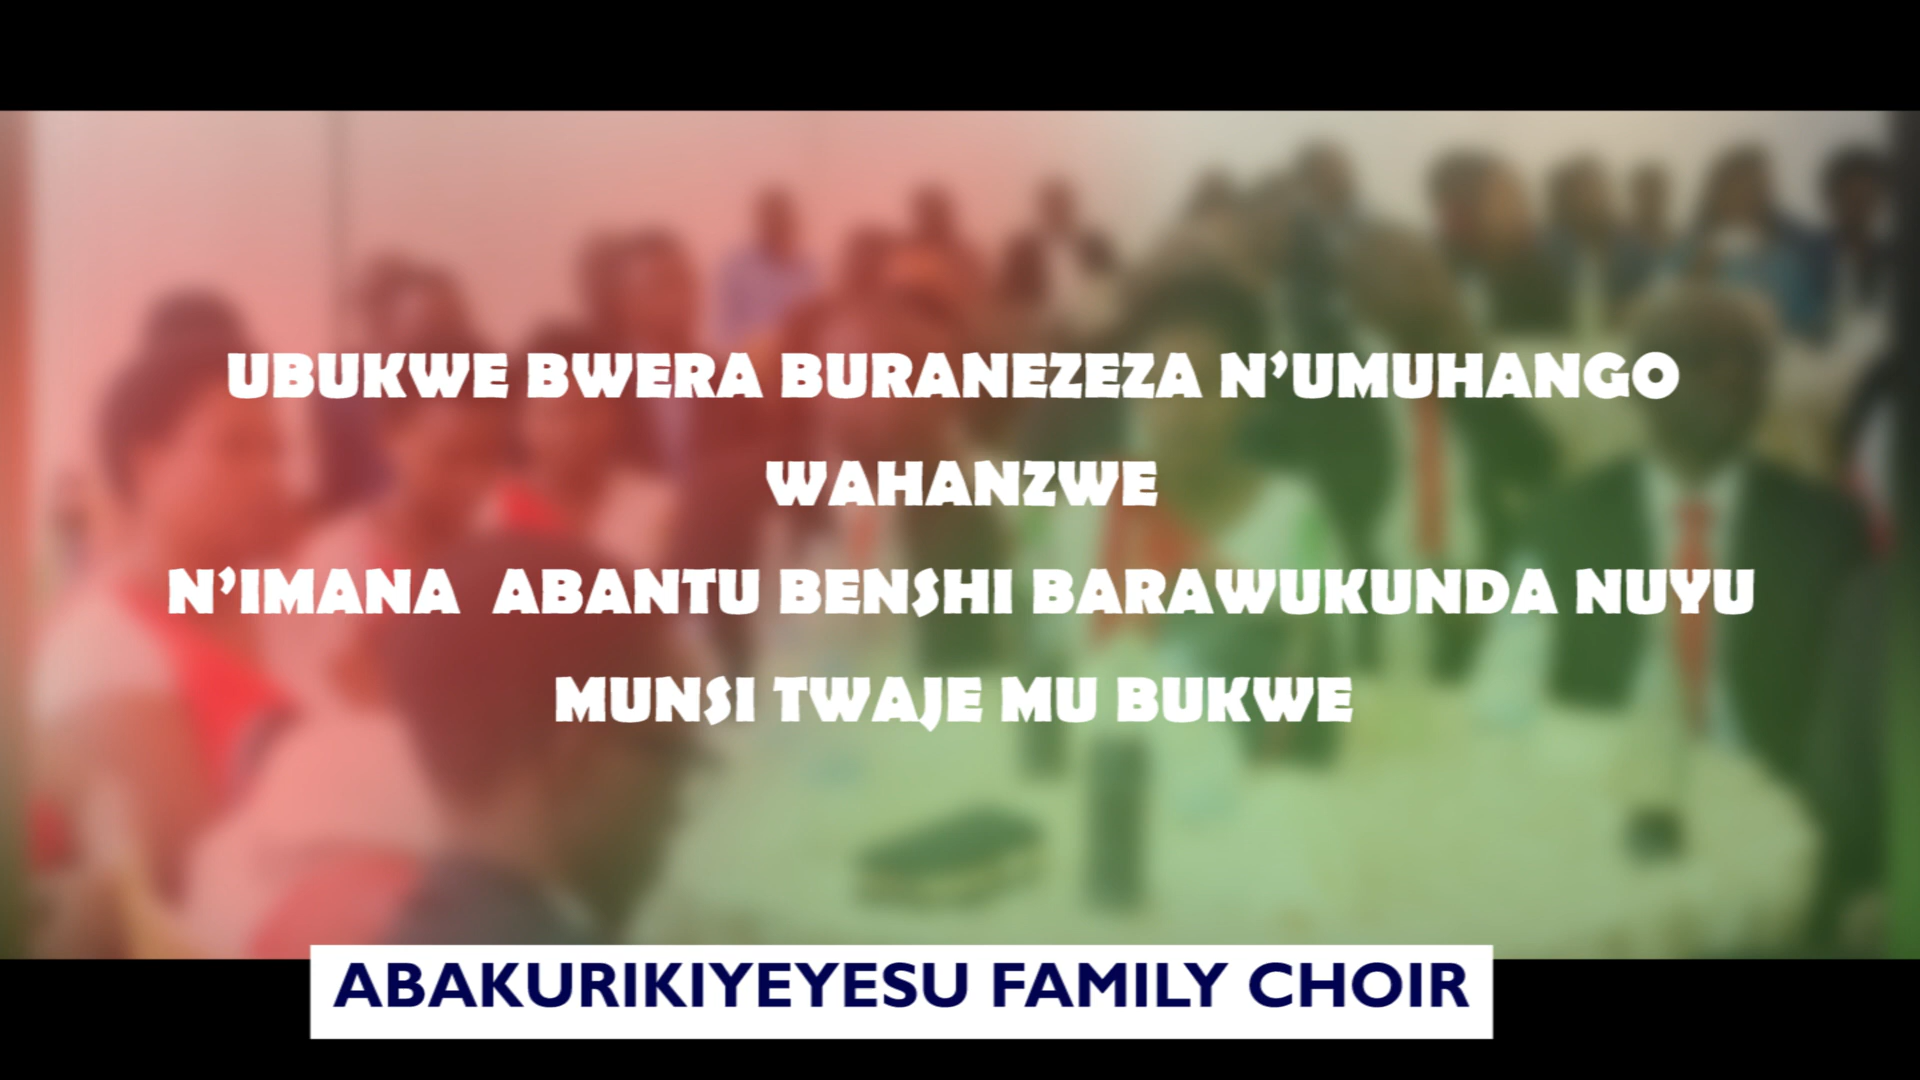 UBUKWE BWERA BURANEZEZA N’UMUHANGO
WAHANZWE
N’IMANA ABANTU BENSHI BARAWUKUNDA NUYU
MUNSI TWAJE MU BUKWE
ABAKURIKIYEYESU FAMILY CHOIR